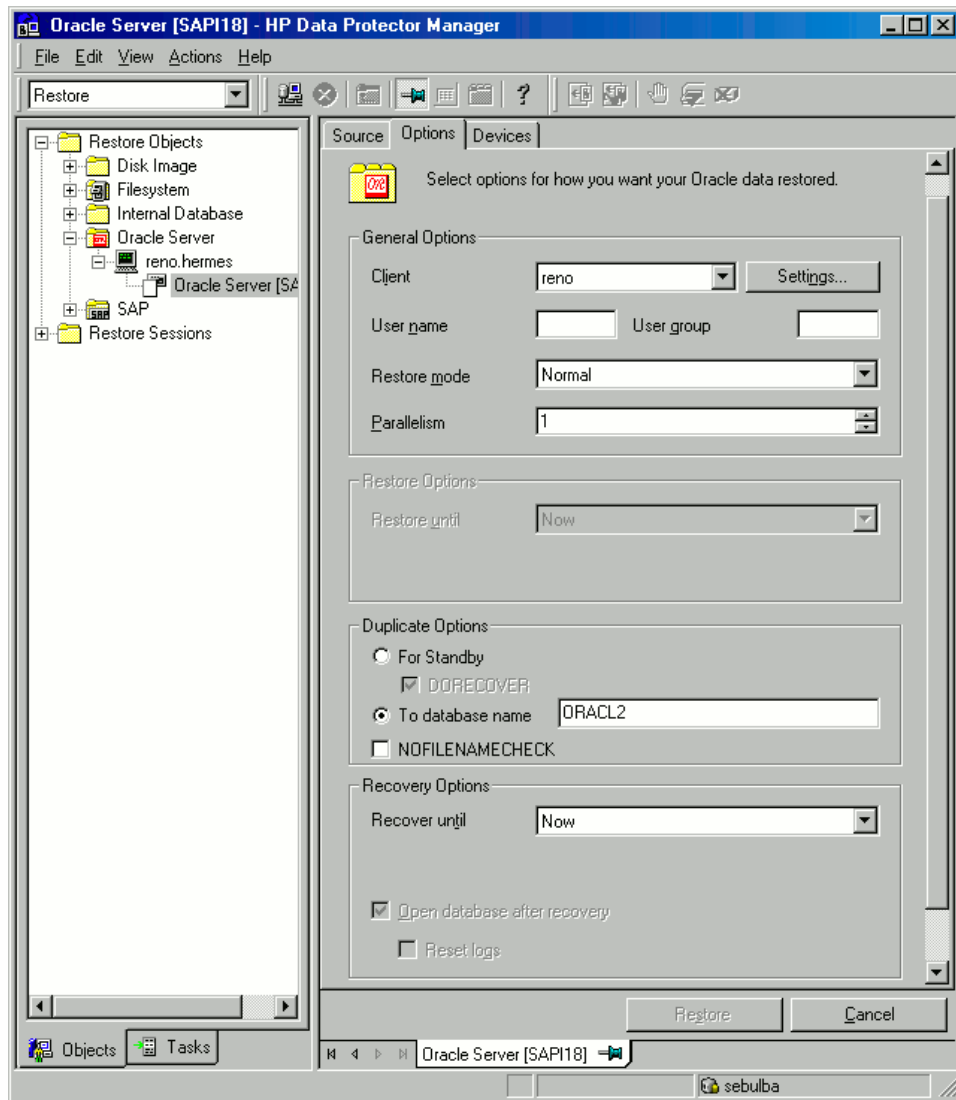 Oracle Server [SAPI18] - HP Data Protector Manager
File Edit View Actions Help
Restore
Restore Objects
Disk Image
Filesystem
Internal Database
Oracle Server
reno.hermes
Oracle Server [SA
SAP
Restore Sessions
Objects Tasks
Source Options Devices
Select options for how you want your Oracle data restored.
General Options
Client reno Settings...
User name User group
Restore mode Normal
Parallelism 1
Restore Options
Restore until Now
Duplicate Options
For Standby
DORECOVER
To database name ORACL2
NOFILENAMECHECK
Recovery Options
Recover until Now
Open database after recovery
Reset logs
Restore Cancel
Oracle Server [SAPI18]
sebulba